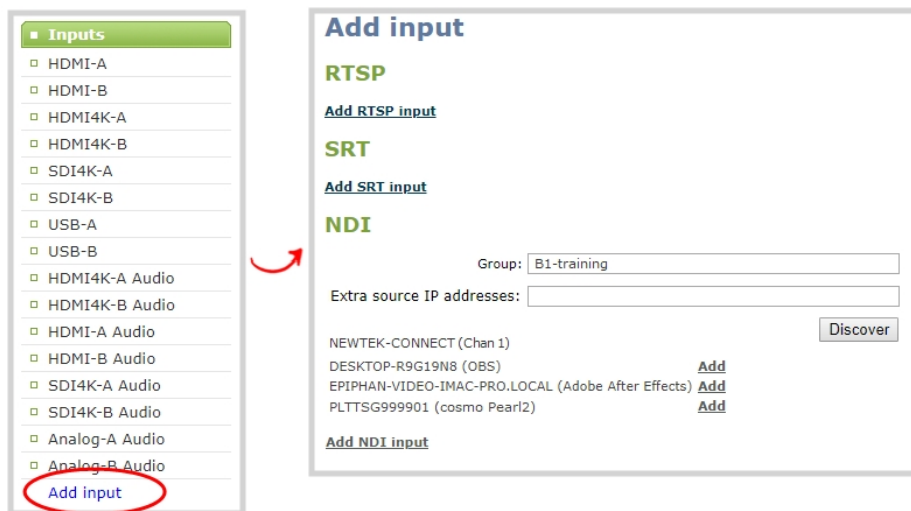 Inputs
HDMI-A
HDMI-B
HDMI4K-A
HDMI4K-B
SDI4K-A
SDI4K-B
USB-A
USB-B
HDMI4K-A Audio
HDMI4K-B Audio
HDMI-A Audio
HDMI-B Audio
SDI4K-A Audio
SDI4K-B Audio
Analog-A Audio
Analog-B Audio
Add input
Add input
RTSP
Add RTSP input
SRT
Add SRT input
NDI
Group: B1-training
Extra source IP addresses:
Discover
NEWTEK-CONNECT (Chan 1)
DESKTOP-R9G19N8 (OBS) Add
EPIPHAN-VIDEO-IMAC-PRO.LOCAL (Adobe After Effects) Add
PLTTSG999901 (cosmo Pearl2) Add
Add NDI input